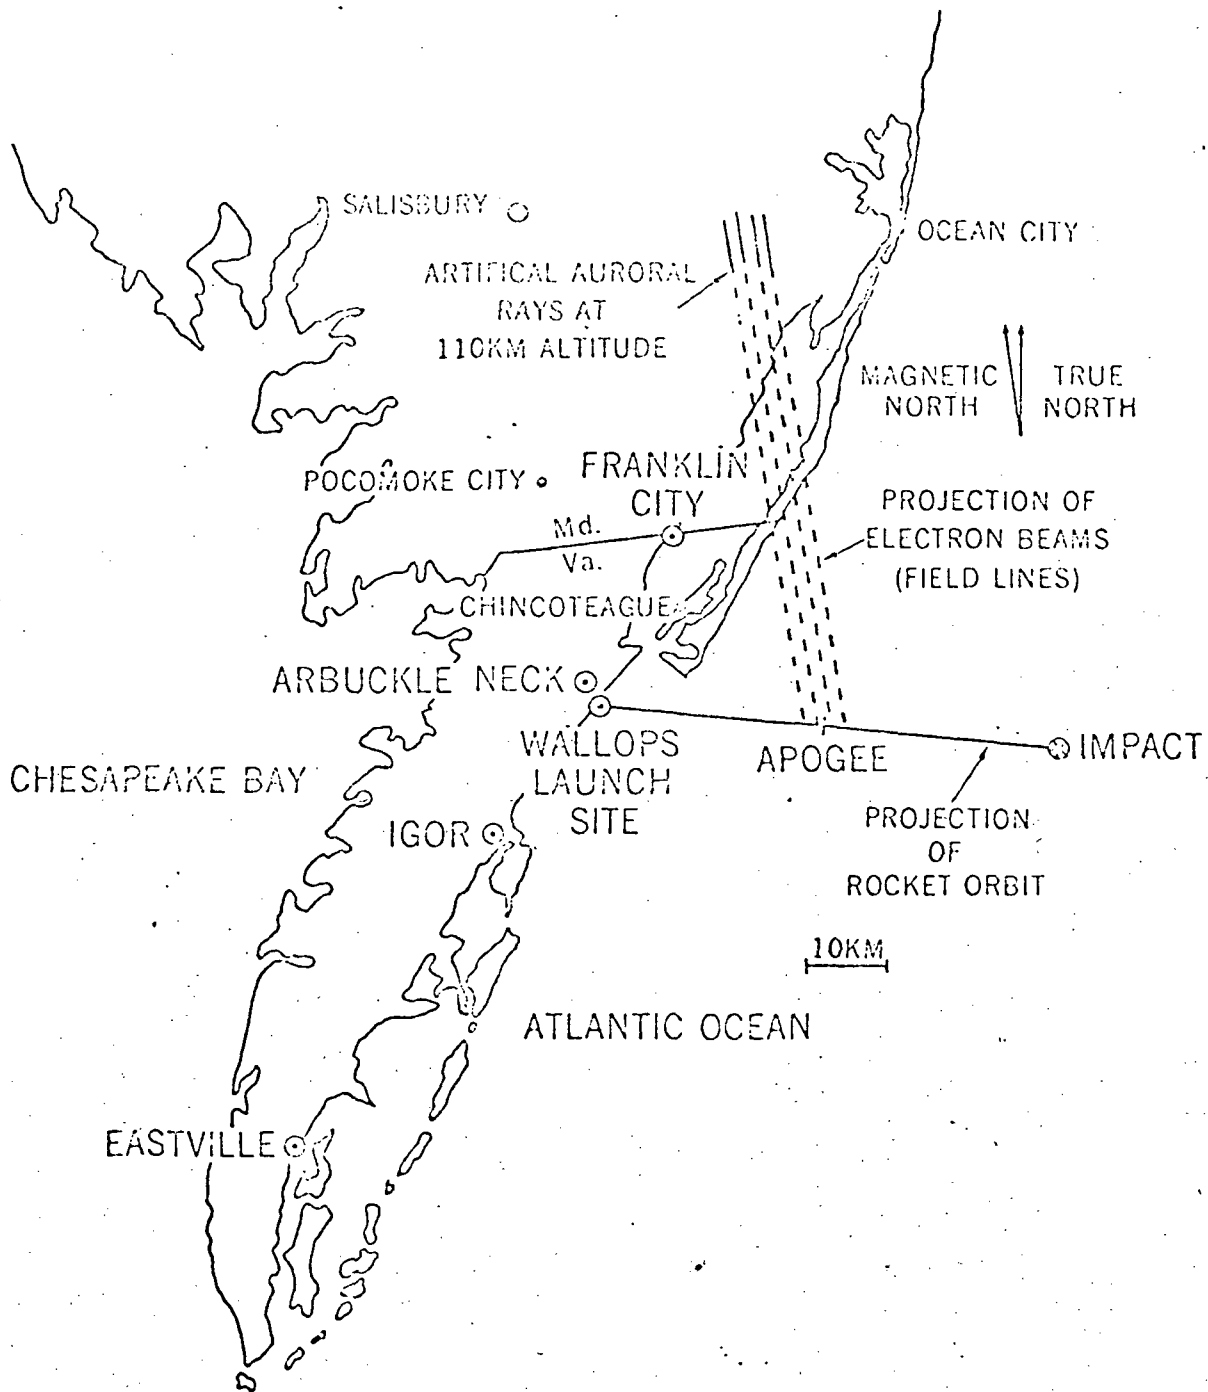 SALISBURY
OCEAN CITY
ARTIFICAL AURORAL
RAYS AT
110KM ALTITUDE
MAGNETIC
NORTH
TRUE
NORTH
FRANKLIN
CITY
POCOMOKE CITY
PROJECTION OF
ELECTRON BEAMS
(FIELD LINES)
Md.
Va.
CHINCOTEAGUE
ARBUCKLE NECK
WALLOPS
LAUNCH
SITE
APOGEE
IMPACT
CHESAPEAKE BAY
IGOR
PROJECTION
OF
ROCKET ORBIT
10KM
ATLANTIC OCEAN
EASTVILLE